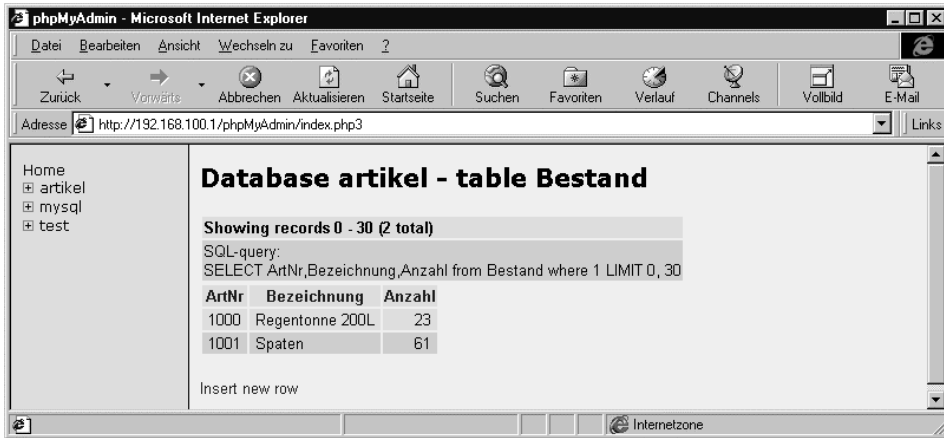 phpMyAdmin - Microsoft Internet Explorer
Datei Bearbeiten Ansicht Wechseln zu Favoriten ?
Zurück Vorwärts Abbrechen Aktualisieren Startseite Suchen Favoriten Verlauf Channels Vollbild E-Mail
Adresse http://192.168.100.1/phpMyAdmin/index.php3 Links
Home
artikel
mysql
test
Database artikel - table Bestand
Showing records 0 - 30 (2 total)
SQL-query:
SELECT ArtNr,Bezeichnung,Anzahl from Bestand where 1 LIMIT 0, 30
ArtNr Bezeichnung Anzahl
1000 Regentonne 200L 23
1001 Spaten 61
Insert new row
Internetzone